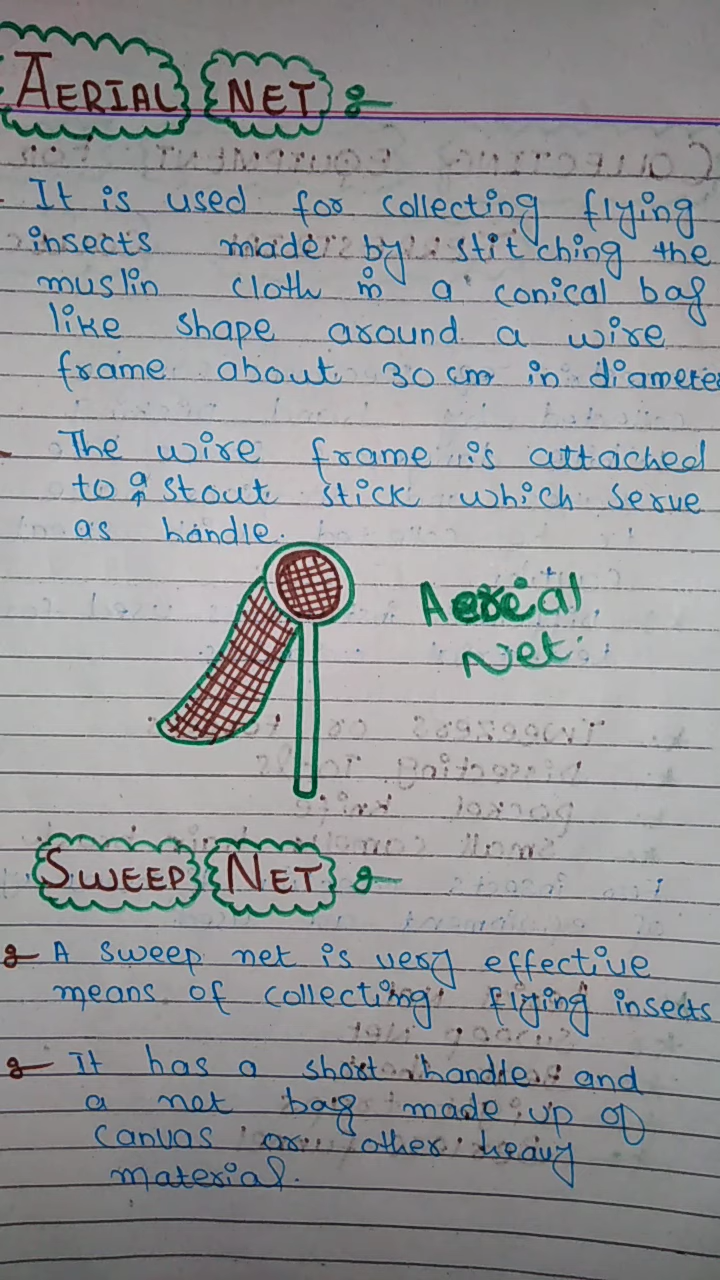 AERIAL NET :-
- It is used for collecting flying
insects made by stitching the
muslin cloth in a conical bag
like shape around a wire
frame about 30 cm in diamete
- The wire frame is attached
to a stout stick which serve
as handle.
Aereial
Net.
SWEEP NET :-
:- A sweep net is very effective
means of collecting flying insects
:- It has a short handle and
a net bag made up of
canvas or other heavy
material.